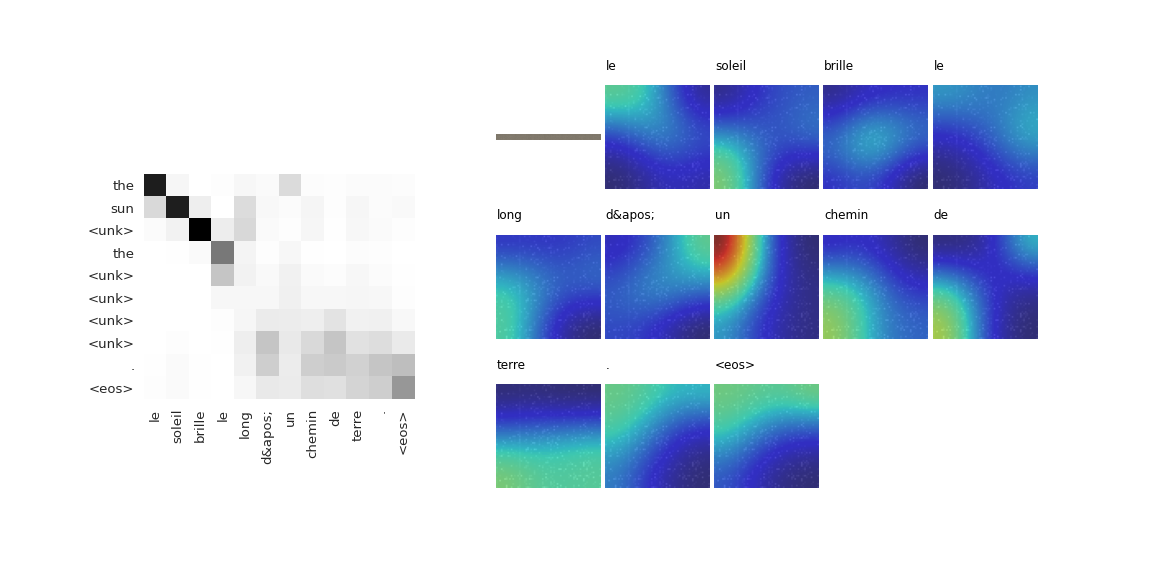 the
sun
<unk>
the
<unk>
<unk>
<unk>
<unk>
.
<eos>
le soleil brille le long d&apos; un chemin de terre . <eos>
le soleil brille le
long d&apos; un chemin de
terre . <eos>